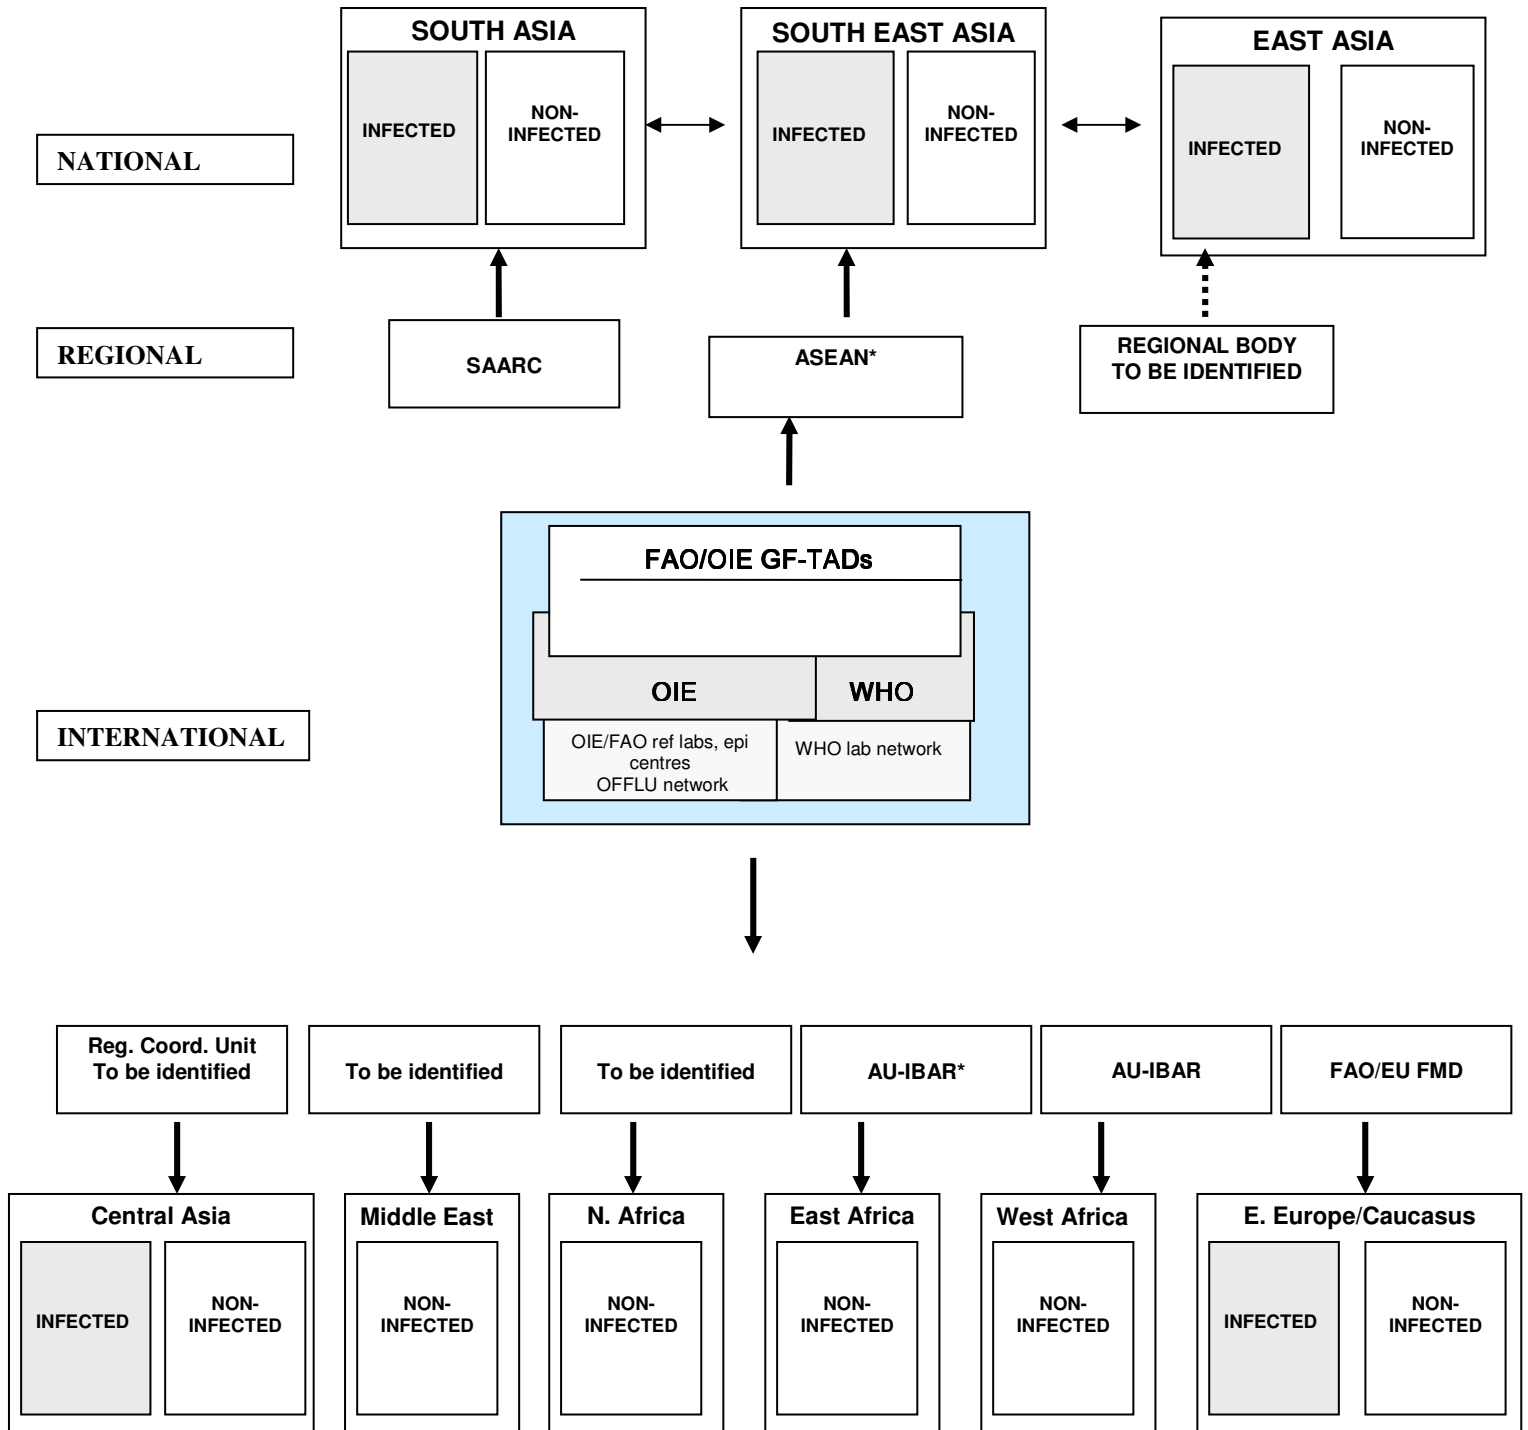 SOUTH ASIA
SOUTH EAST ASIA
EAST ASIA
INFECTED
NON-
INFECTED
INFECTED
NON-
INFECTED
INFECTED
NON-
INFECTED
NATIONAL
REGIONAL
SAARC
ASEAN*
REGIONAL BODY
TO BE IDENTIFIED
FAO/OIE GF-TADs
OIE
WHO
INTERNATIONAL
OIE/FAO ref labs, epi
centres
OFFLU network
WHO lab network
Reg. Coord. Unit
To be identified
To be identified
To be identified
AU-IBAR*
AU-IBAR
FAO/EU FMD
Central Asia
Middle East
N. Africa
East Africa
West Africa
E. Europe/Caucasus
INFECTED
NON-
INFECTED
NON-
INFECTED
NON-
INFECTED
NON-
INFECTED
NON-
INFECTED
INFECTED
NON-
INFECTED